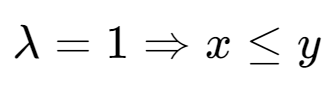 λ = 1 ⇒ x ≤ y